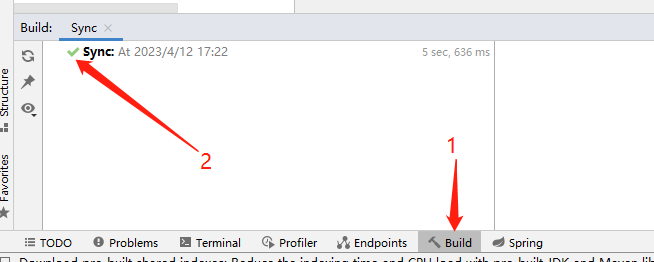 Build: Sync
Sync: At 2023/4/12 17:22 5 sec, 636 ms
Structure
Favorites
2
1
TODO Problems Terminal Profiler Endpoints Build Spring
Download pre-built shared indexes: Reduce the indexing time and CPU load with pre-built JDK and Maven lib